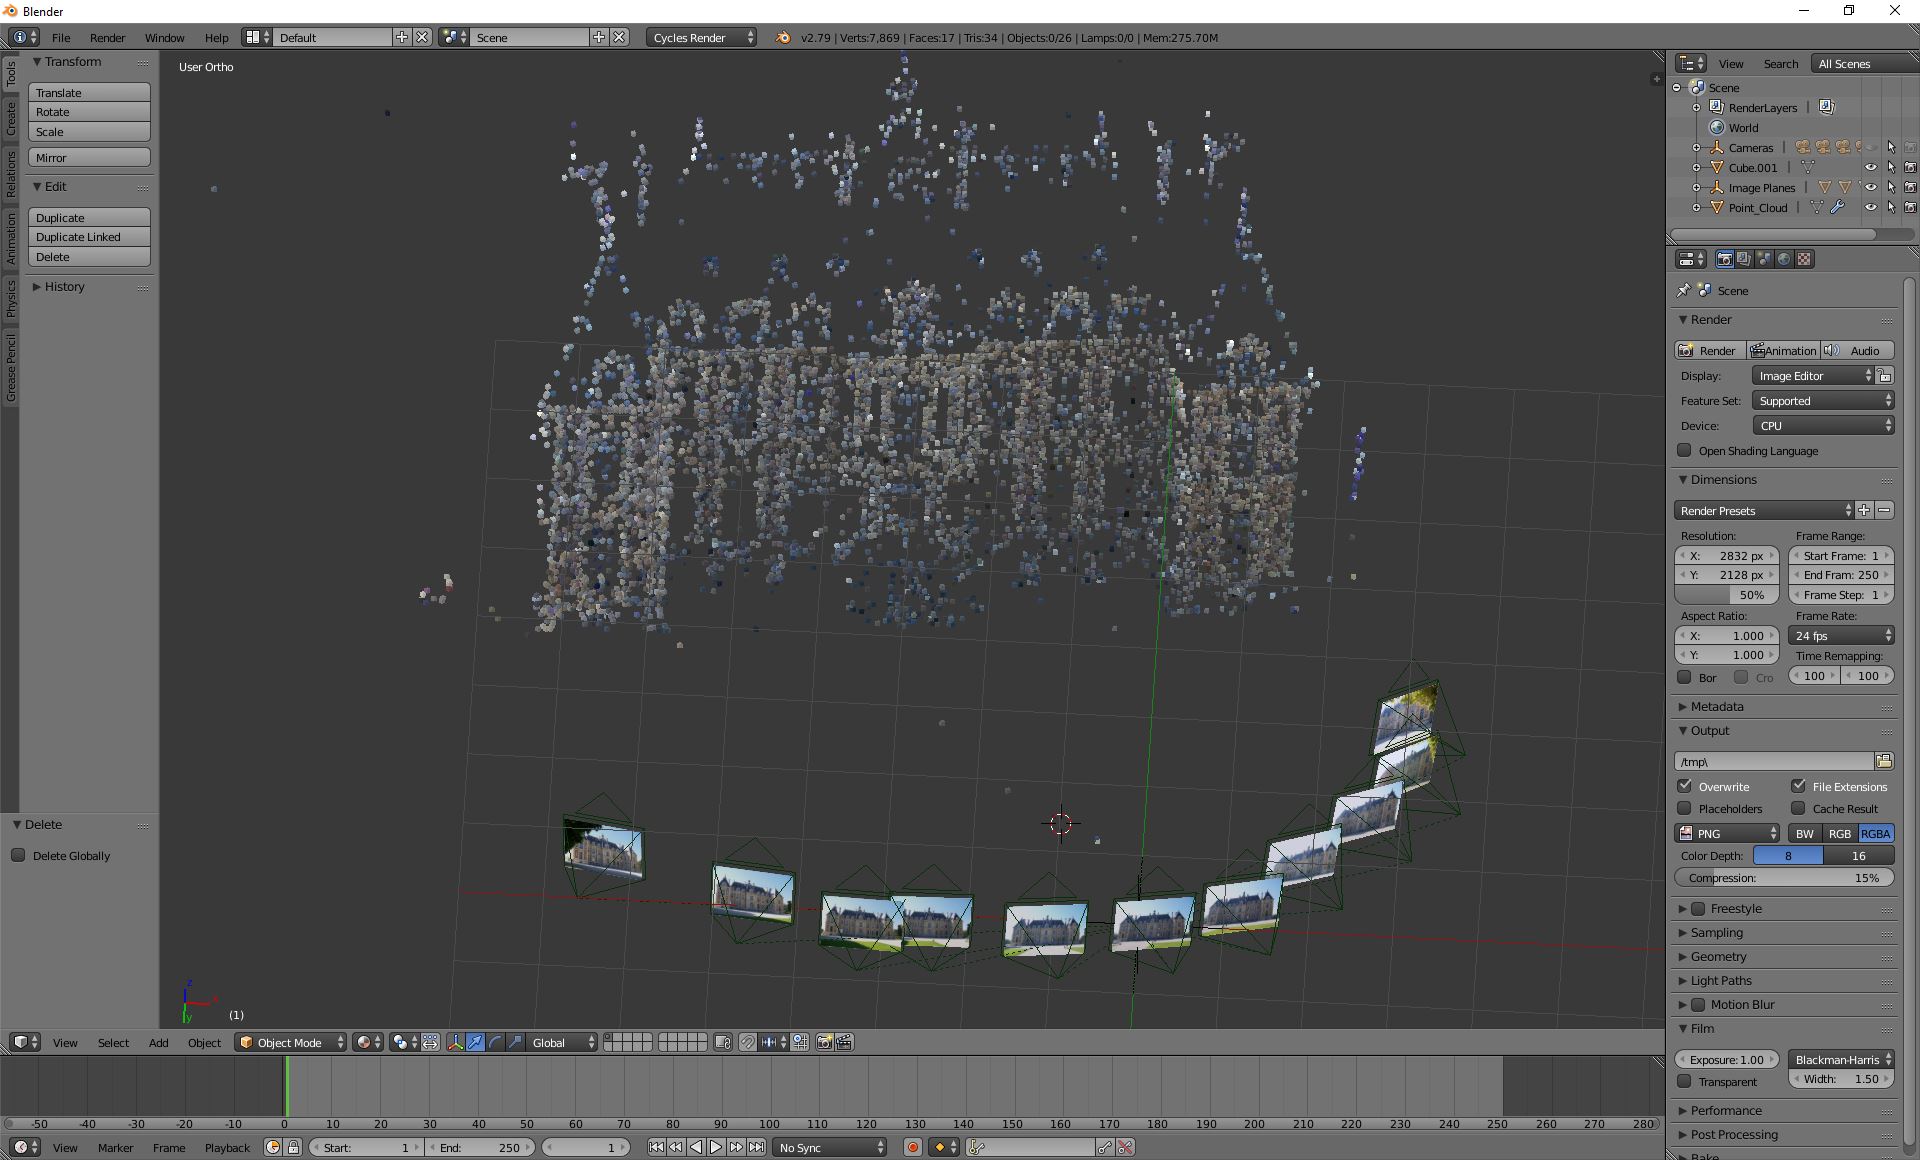 Blender
File Render Window Help Default Scene Cycles Render v2.79 | Verts:7,869 | Faces:17 | Tris:34 | Objects:0/26 | Lamps:0/0 | Mem:275.70M
Tools
Create
Relations
Animation
Physics
Grease Pencil
Transform
Translate
Rotate
Scale
Mirror
Edit
Duplicate
Duplicate Linked
Delete
History
Delete
Delete Globally
User Ortho
z
x
y
(1)
View Select Add Object Object Mode Global
-50 -40 -30 -20 -10 0 10 20 30 40 50 60 70 80 90 100 110 120 130 140 150 160 170 180 190 200 210 220 230 240 250 260 270 280
View Marker Frame Playback Start: 1 End: 250 1 No Sync
View Search All Scenes
Scene
RenderLayers
World
Cameras
Cube.001
Image Planes
Point_Cloud
Scene
Render
Render Animation Audio
Display: Image Editor
Feature Set: Supported
Device: CPU
Open Shading Language
Dimensions
Render Presets
Resolution: Frame Range:
X: 2832 px Start Frame: 1
Y: 2128 px End Fram: 250
50% Frame Step: 1
Aspect Ratio: Frame Rate:
X: 1.000 24 fps
Y: 1.000 Time Remapping:
Bor Cro 100 100
Metadata
Output
/tmp\
Overwrite File Extensions
Placeholders Cache Result
PNG BW RGB RGBA
Color Depth: 8 16
Compression: 15%
Freestyle
Sampling
Geometry
Light Paths
Motion Blur
Film
Exposure: 1.00 Blackman-Harris
Transparent Width: 1.50
Performance
Post Processing
Bake